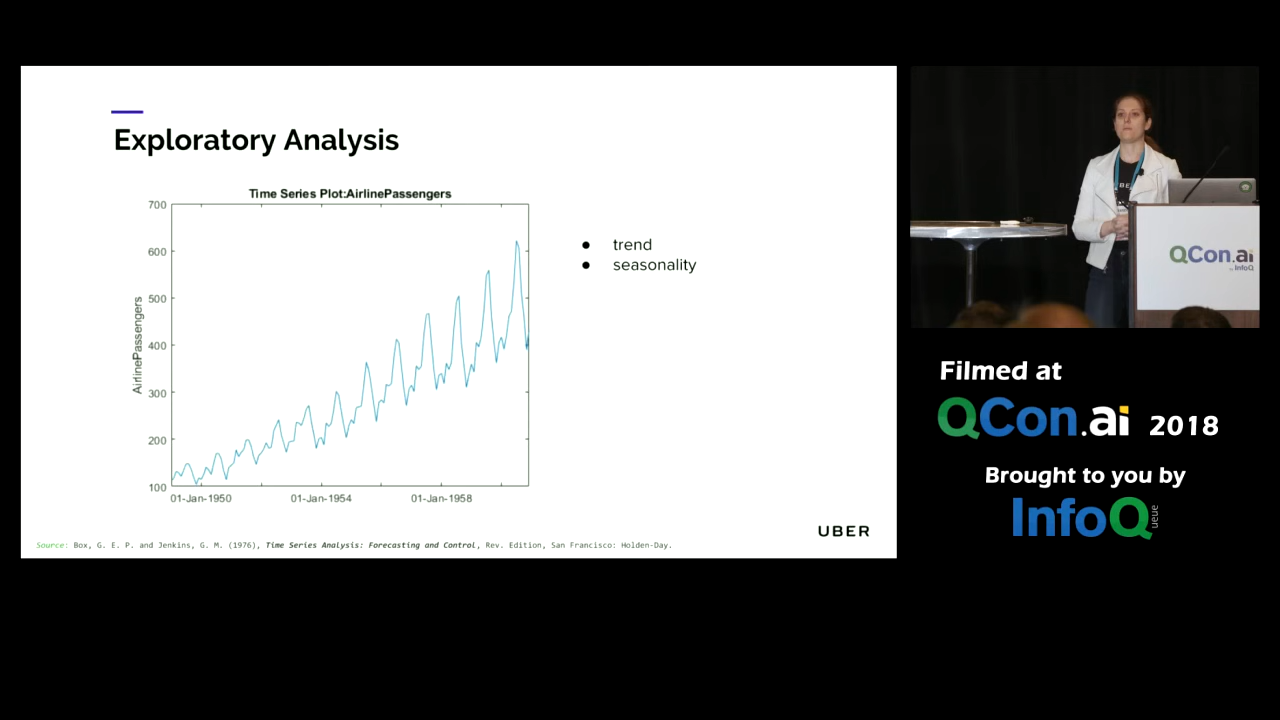 Exploratory Analysis
Time Series Plot:AirlinePassengers
700
600
500
400
300
200
100
AirlinePassengers
01-Jan-1950
01-Jan-1954
01-Jan-1958
● trend
● seasonality
UBER
Source: Box, G. E. P. and Jenkins, G. M. (1976), Time Series Analysis: Forecasting and Control, Rev. Edition, San Francisco: Holden-Day.
QCon.ai
by InfoQ
Filmed at
QCon.ai 2018
Brought to you by
InfoQueue